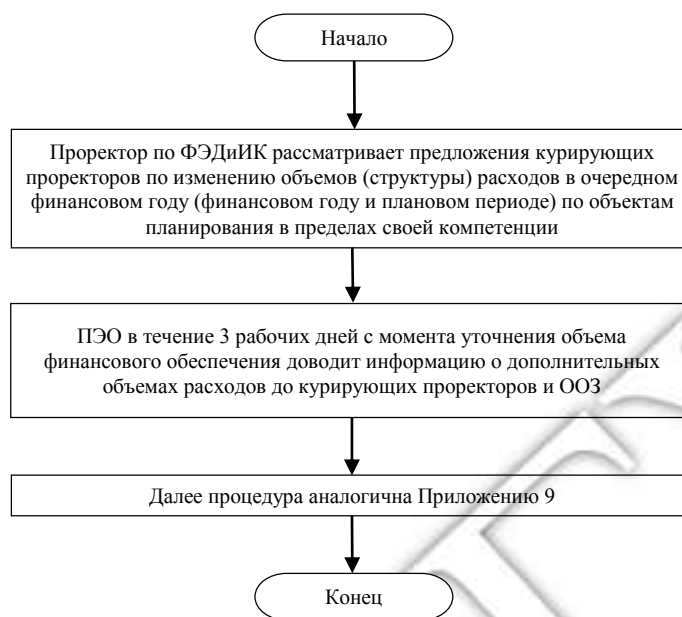 Начало
Проректор по ФЭДиИК рассматривает предложения курирующих
проректоров по изменению объемов (структуры) расходов в очередном
финансовом году (финансовом году и плановом периоде) по объектам
планирования в пределах своей компетенции
ПЭО в течение 3 рабочих дней с момента уточнения объема
финансового обеспечения доводит информацию о дополнительных
объемах расходов до курирующих проректоров и ООЗ
Далее процедура аналогична Приложению 9
Конец